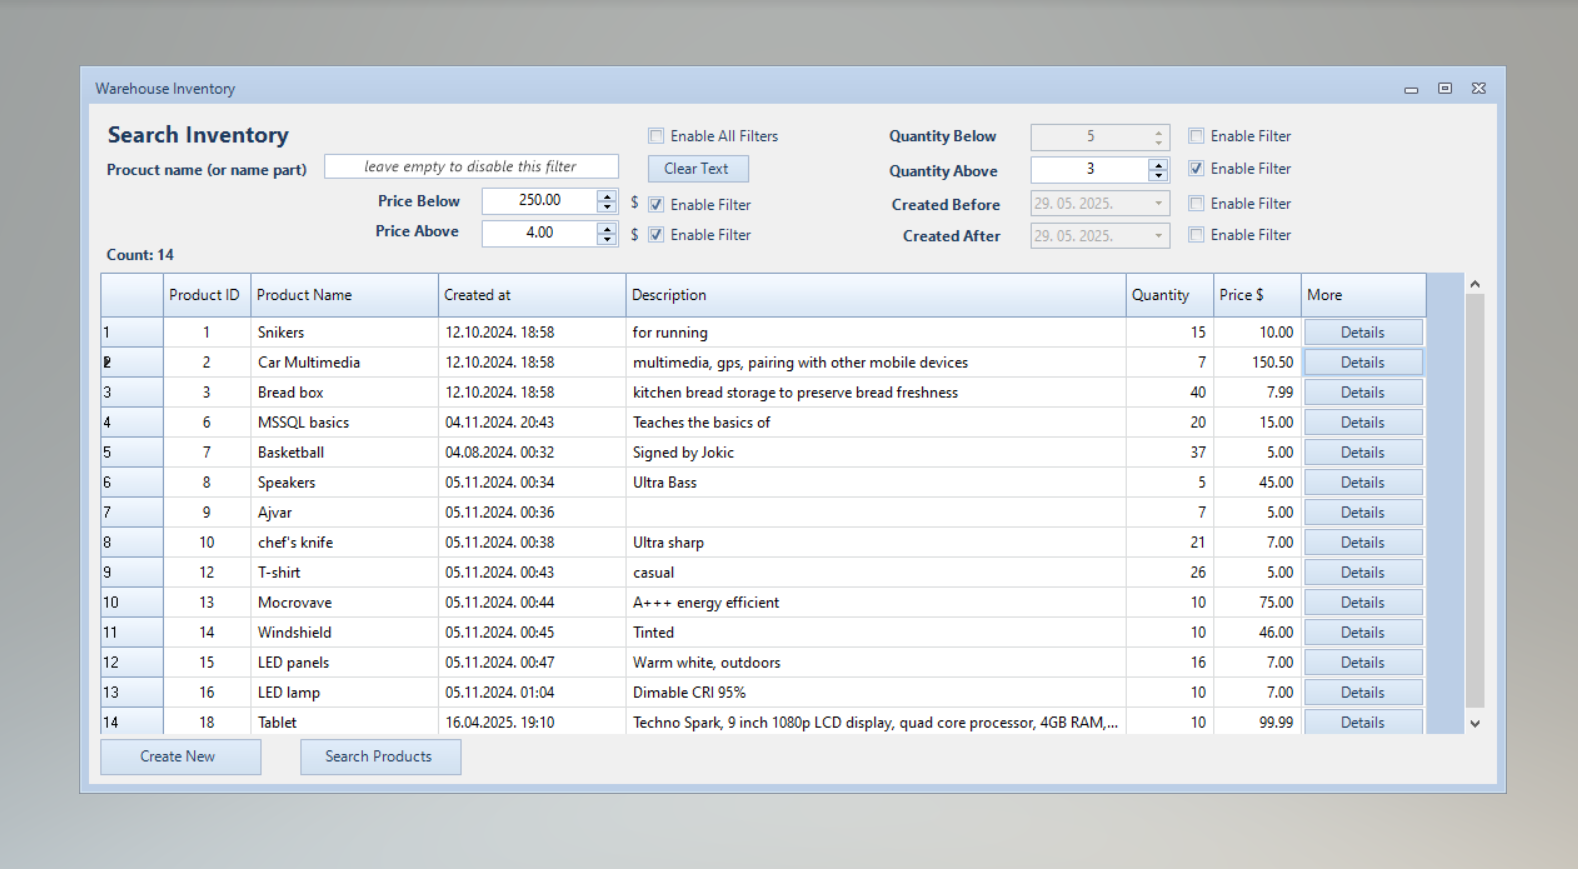 Warehouse Inventory
Search Inventory
Enable All Filters
Quantity Below 5 Enable Filter
Procuct name (or name part) leave empty to disable this filter Clear Text
Quantity Above 3 Enable Filter
Price Below 250.00 $ Enable Filter
Created Before 29. 05. 2025. Enable Filter
Price Above 4.00 $ Enable Filter
Created After 29. 05. 2025. Enable Filter
Count: 14
Product ID Product Name Created at Description Quantity Price $ More
1 1 Snikers 12.10.2024. 18:58 for running 15 10.00 Details
2 Car Multimedia 12.10.2024. 18:58 multimedia, gps, pairing with other mobile devices 7 150.50 Details
3 3 Bread box 12.10.2024. 18:58 kitchen bread storage to preserve bread freshness 40 7.99 Details
4 6 MSSQL basics 04.11.2024. 20:43 Teaches the basics of 20 15.00 Details
5 7 Basketball 04.08.2024. 00:32 Signed by Jokic 37 5.00 Details
6 8 Speakers 05.11.2024. 00:34 Ultra Bass 5 45.00 Details
7 9 Ajvar 05.11.2024. 00:36 7 5.00 Details
8 10 chef's knife 05.11.2024. 00:38 Ultra sharp 21 7.00 Details
9 12 T-shirt 05.11.2024. 00:43 casual 26 5.00 Details
10 13 Mocrovave 05.11.2024. 00:44 A+++ energy efficient 10 75.00 Details
11 14 Windshield 05.11.2024. 00:45 Tinted 10 46.00 Details
12 15 LED panels 05.11.2024. 00:47 Warm white, outdoors 16 7.00 Details
13 16 LED lamp 05.11.2024. 01:04 Dimable CRI 95% 10 7.00 Details
14 18 Tablet 16.04.2025. 19:10 Techno Spark, 9 inch 1080p LCD display, quad core processor, 4GB RAM,... 10 99.99 Details
Create New Search Products